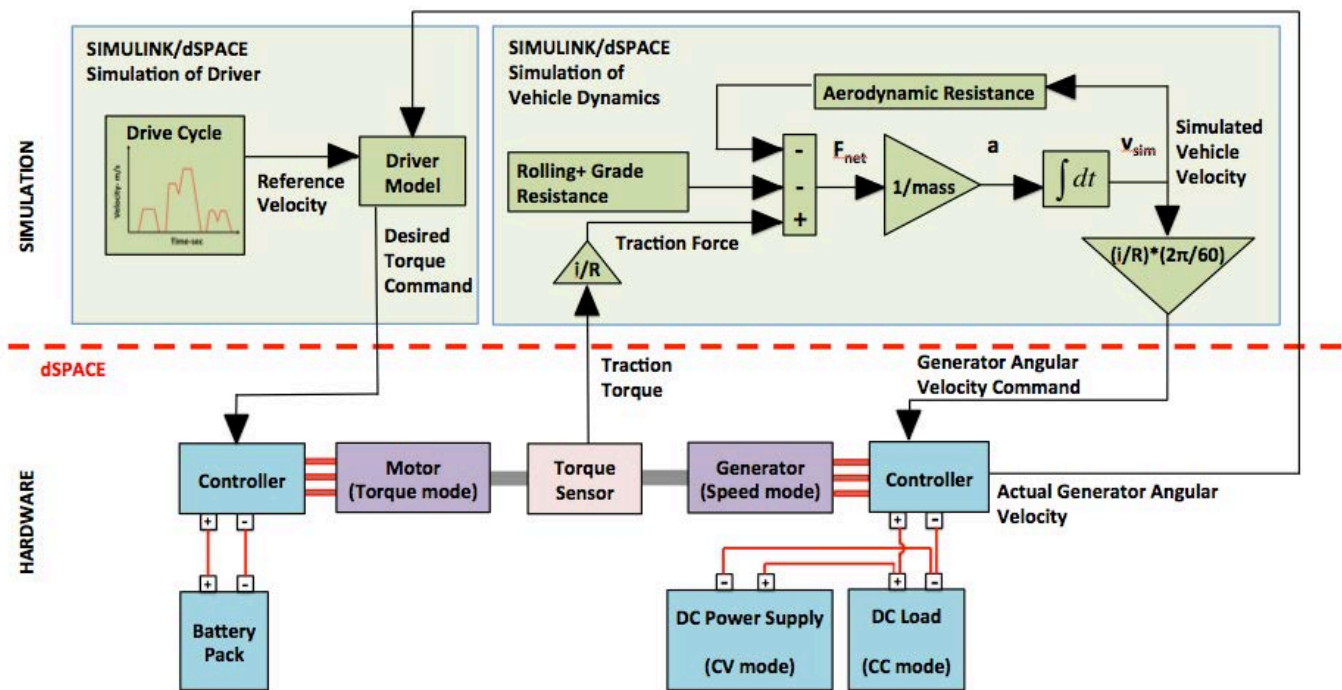 SIMULATION
SIMULINK/dSPACE
Simulation of Driver
Drive Cycle
Velocity- m/s
Time-sec
Reference
Velocity
Driver
Model
Desired
Torque
Command
SIMULINK/dSPACE
Simulation of
Vehicle Dynamics
Aerodynamic Resistance
Rolling+ Grade
Resistance
-
-
+
Fnet
1/mass
a
∫ dt
vsim
Simulated
Vehicle
Velocity
Traction Force
i/R
(i/R)*(2π/60)
dSPACE
Traction
Torque
Generator Angular
Velocity Command
HARDWARE
Controller
Motor
(Torque mode)
Torque
Sensor
Generator
(Speed mode)
Controller
Actual Generator Angular
Velocity
+ -
+ -
+ -
- +
+ -
Battery
Pack
DC Power Supply
(CV mode)
DC Load
(CC mode)